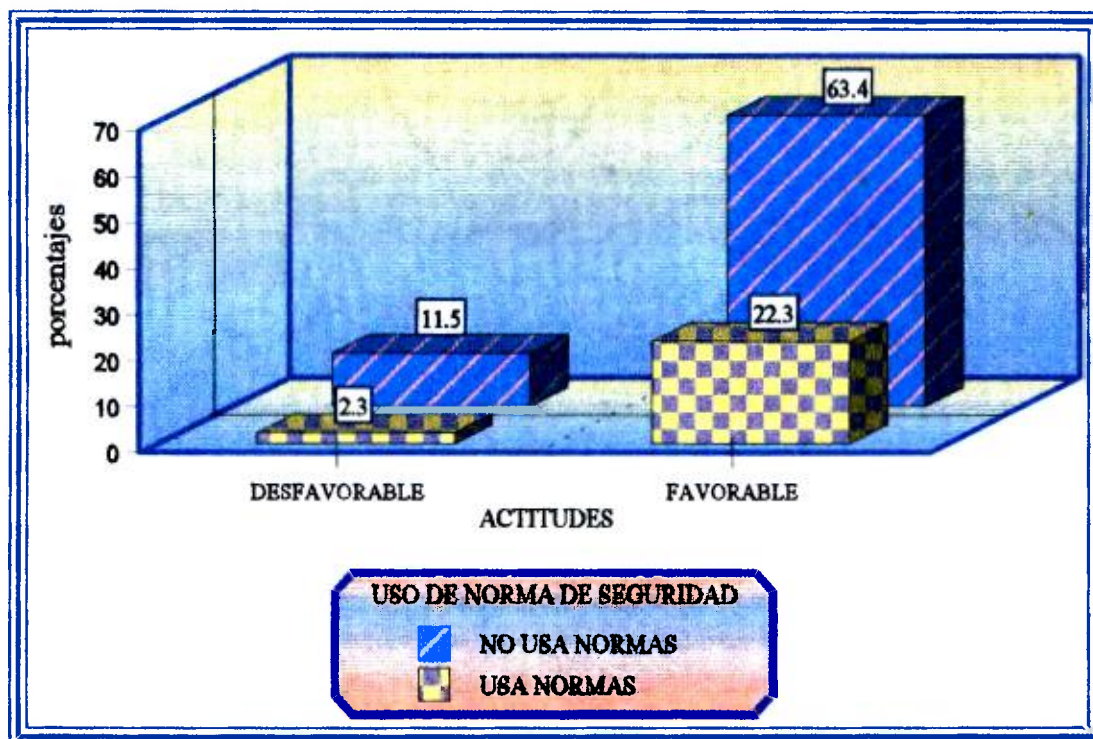 63.4
70
60
50
40
30
20
10
0
porcentajes
11.5
22.3
2.3
DESFAVORABLE
FAVORABLE
ACTITUDES
USO DE NORMA DE SEGURIDAD
NO USA NORMAS
USA NORMAS